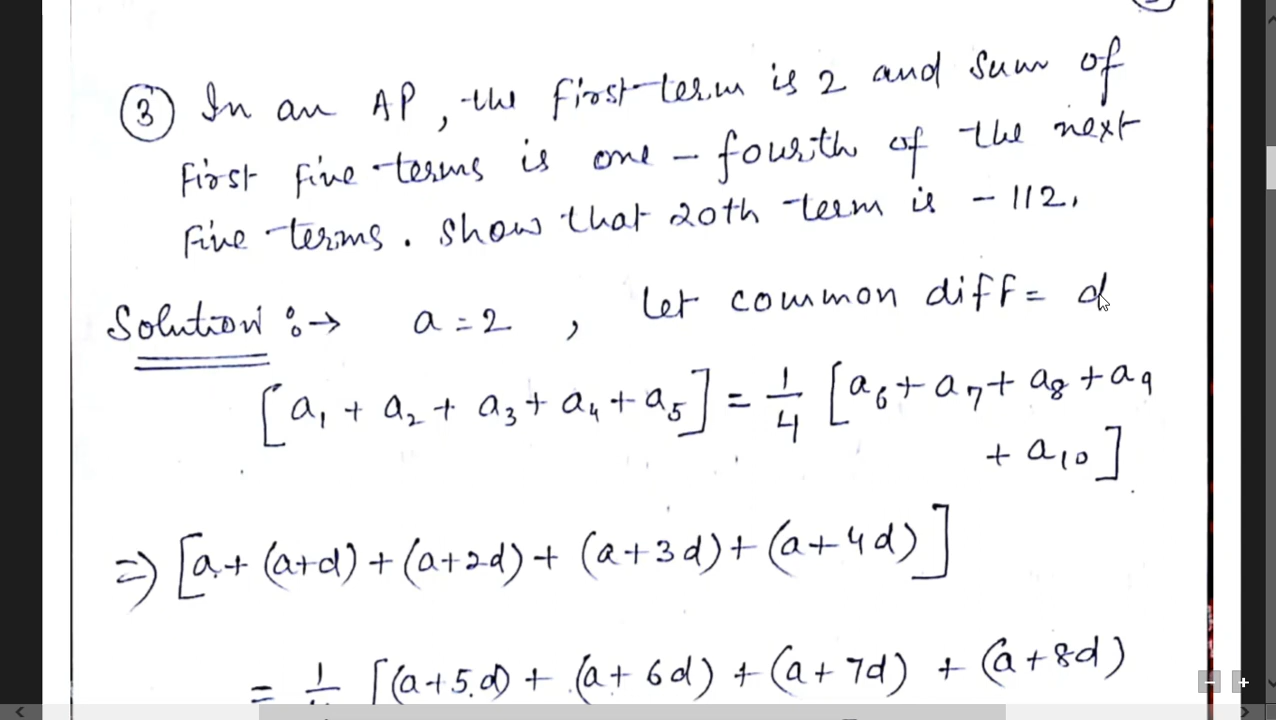 ③ In an AP, the first term is 2 and sum of
first five terms is one-fourth of the next
five terms. Show that 20th term is -112.
Solution :→ a = 2 , let common diff = d
[a₁ + a₂ + a₃ + a₄ + a₅] = 1/4 [a₆ + a₇ + a₈ + a₉
+ a₁₀]
⇒ [a + (a+d) + (a+2d) + (a+3d) + (a+4d)]
= 1/ [(a+5d) + (a+6d) + (a+7d) + (a+8d)